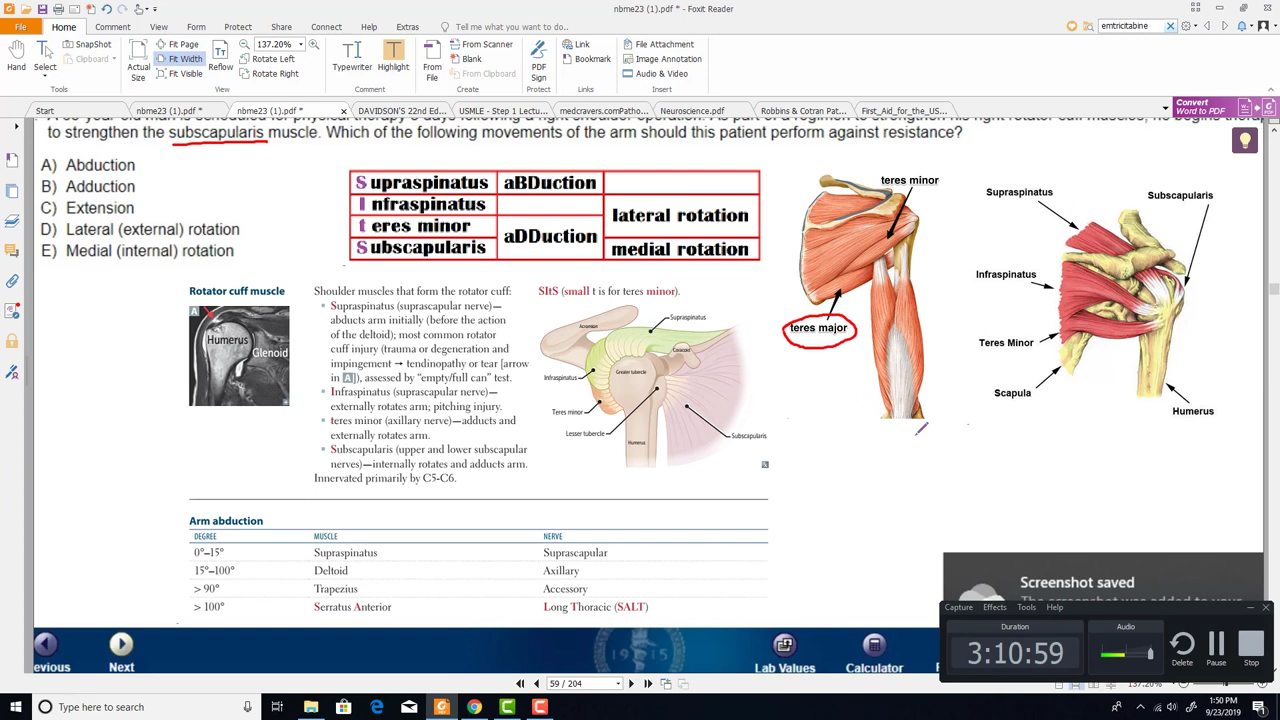 nbme23 (1).pdf * - Foxit Reader
File
Home
Comment
View
Form
Protect
Share
Connect
Help
Extras
Tell me what you want to do...
emtricitabine
Hand
Select
SnapShot
Clipboard
Actual Size
Fit Page
Fit Width
Fit Visible
Reflow
137.20%
Rotate Left
Rotate Right
Typewriter
Highlight
From File
From Scanner
Blank
From Clipboard
PDF Sign
Link
Bookmark
File Attachment
Image Annotation
Audio & Video
Tools
View
Comment
Create
Protect
Links
Insert
Start
nbme23 (1).pdf *
nbme23 (1).pdf *
DAVIDSON'S 22nd Ed...
USMLE - Step 1 Lectu...
medcravers.comPatho...
Neuroscience.pdf
Robbins & Cotran Pat...
First_Aid_for_the_US...
Convert Word to PDF
to strengthen the subscapularis muscle. Which of the following movements of the arm should this patient perform against resistance?
A) Abduction
B) Adduction
C) Extension
D) Lateral (external) rotation
E) Medial (internal) rotation
Supraspinatus
aBDuction
Infraspinatus
lateral rotation
teres minor
aDDuction
Subscapularis
medial rotation
teres minor
teres major
Supraspinatus
Subscapularis
Infraspinatus
Teres Minor
Scapula
Humerus
Rotator cuff muscle
A
Humerus
Glenoid
Shoulder muscles that form the rotator cuff:
Supraspinatus (suprascapular nerve)—
abducts arm initially (before the action
of the deltoid); most common rotator
cuff injury (trauma or degeneration and
impingement → tendinopathy or tear [arrow
in A]), assessed by “empty/full can” test.
Infraspinatus (suprascapular nerve)—
externally rotates arm; pitching injury.
teres minor (axillary nerve)—adducts and
externally rotates arm.
Subscapularis (upper and lower subscapular
nerves)—internally rotates and adducts arm.
Innervated primarily by C5-C6.
SItS (small t is for teres minor).
Acromion
Supraspinatus
Coracoid
Greater tubercle
Infraspinatus
Teres minor
Lesser tubercle
Humerus
Subscapularis
Arm abduction
DEGREE MUSCLE NERVE
0°–15° Supraspinatus Suprascapular
15°–100° Deltoid Axillary
> 90° Trapezius Accessory
> 100° Serratus Anterior Long Thoracic (SALT)
evious
Next
Lab Values
Calculator
Screenshot saved
Capture Effects Tools Help
Duration
3:10:59
Audio
Delete
Pause
Stop
59 / 204
137.20%
Type here to search
1:50 PM
9/23/2019